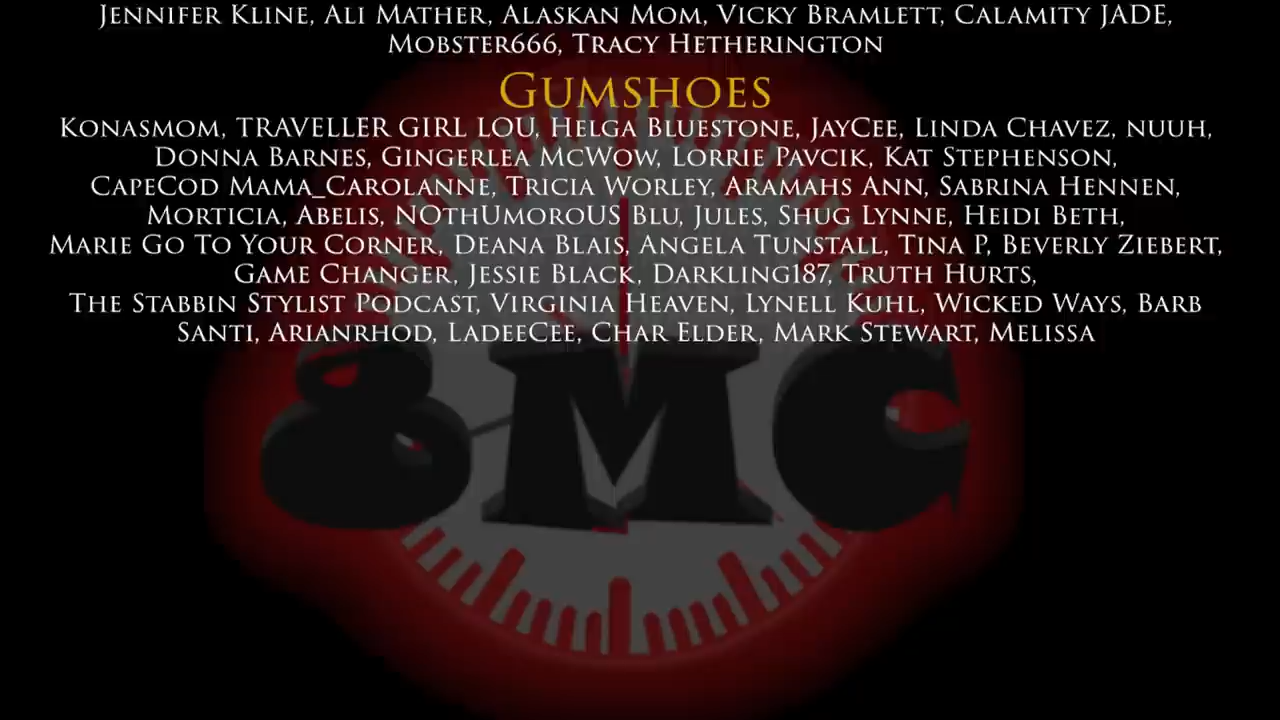 Jennifer Kline, Ali Mather, Alaskan Mom, Vicky Bramlett, Calamity JADE,
Mobster666, Tracy Hetherington
Gumshoes
Konasmom, TRAVELLER GIRL LOU, Helga Bluestone, JayCee, Linda Chavez, nuuh,
Donna Barnes, Gingerlea McWow, Lorrie Pavcik, Kat Stephenson,
CapeCod Mama_Carolanne, Tricia Worley, Aramahs Ann, Sabrina Hennen,
Morticia, Abelis, NOthUmoroUS Blu, Jules, Shug Lynne, Heidi Beth,
Marie Go To Your Corner, Deana Blais, Angela Tunstall, Tina P, Beverly Ziebert,
Game Changer, Jessie Black, Darkling187, Truth Hurts,
The Stabbin Stylist Podcast, Virginia Heaven, Lynell Kuhl, Wicked Ways, Barb
Santi, Arianrhod, LadeeCee, Char Elder, Mark Stewart, Melissa
8MC